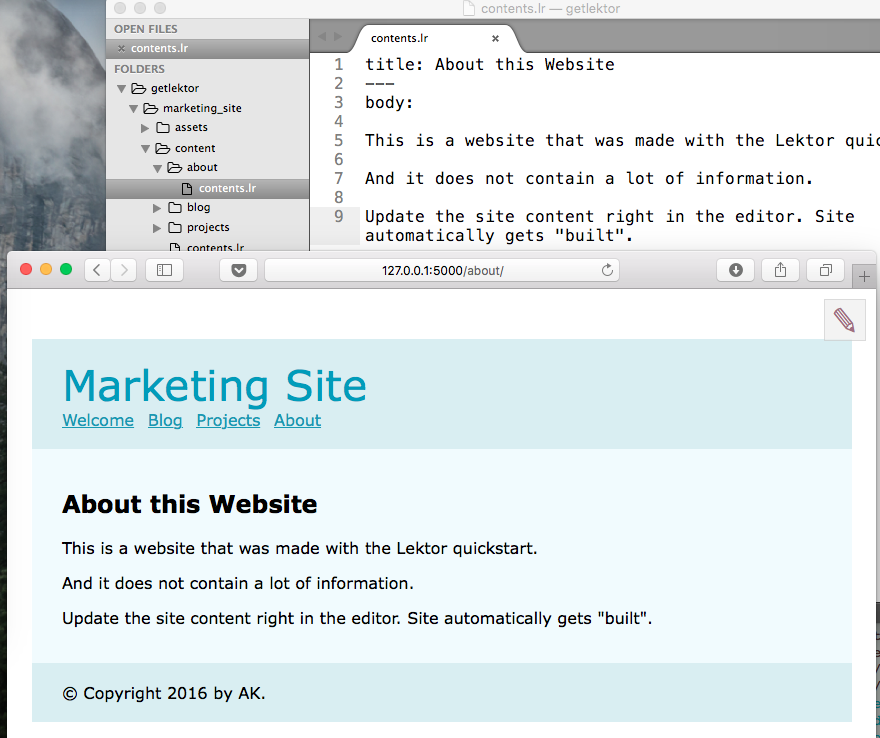 contents.lr — getlektor
OPEN FILES
contents.lr
FOLDERS
getlektor
marketing_site
assets
content
about
contents.lr
blog
projects
contents.lr
contents.lr
1 title: About this Website
2 ---
3 body:
4
5 This is a website that was made with the Lektor quic
6
7 And it does not contain a lot of information.
8
9 Update the site content right in the editor. Site
automatically gets "built".
127.0.0.1:5000/about/
Marketing Site
Welcome Blog Projects About
About this Website
This is a website that was made with the Lektor quickstart.
And it does not contain a lot of information.
Update the site content right in the editor. Site automatically gets "built".
© Copyright 2016 by AK.